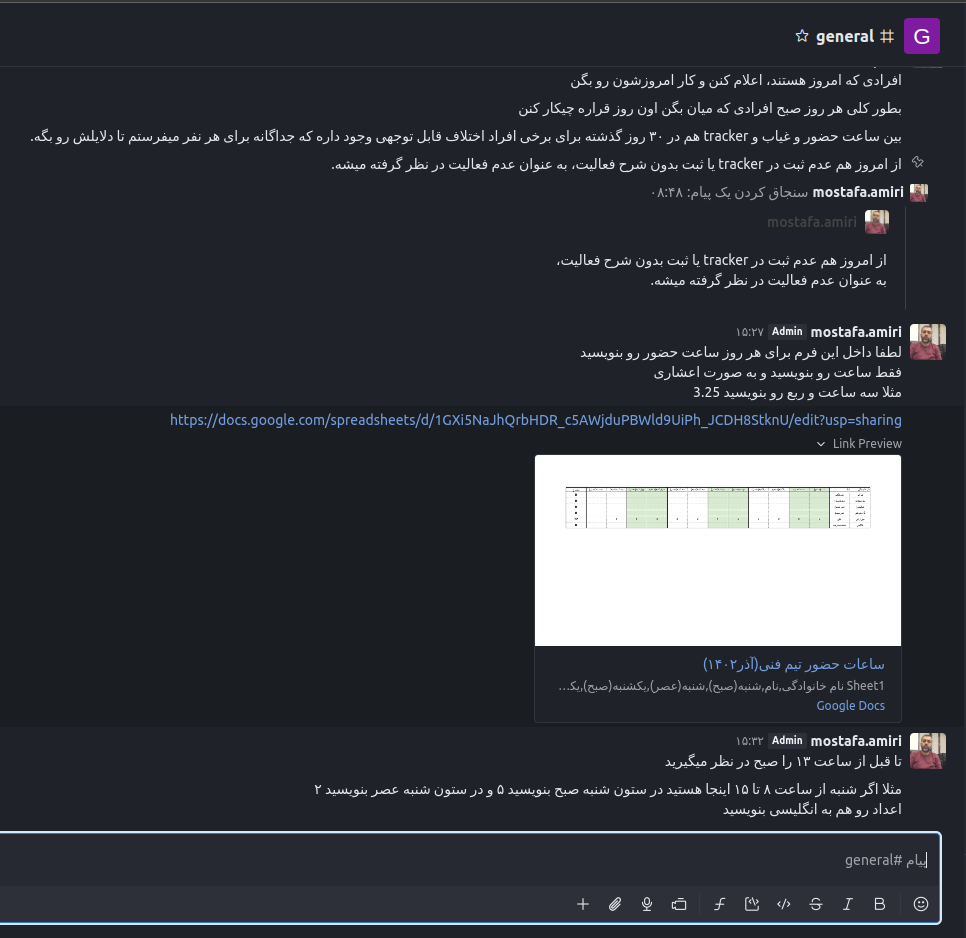 G
general
افرادی که امروز هستند، اعلام کنن و کار امروزشون رو بگن
بطور کلی هر روز صبح افرادی که میان بگن اون روز قراره چیکار کنن
بین ساعت حضور و غیاب و tracker هم در ۳۰ روز گذشته برای برخی افراد اختلاف قابل توجهی وجود داره که جداگانه برای هر نفر میفرستم تا دلایلش رو بگه.
از امروز هم عدم ثبت در tracker یا ثبت بدون شرح فعالیت، به عنوان عدم فعالیت در نظر گرفته میشه.
mostafa.amiri سنجاق کردن یک پیام: ۰۸:۴۸
mostafa.amiri
از امروز هم عدم ثبت در tracker یا ثبت بدون شرح فعالیت،
به عنوان عدم فعالیت در نظر گرفته میشه.
mostafa.amiri Admin ۱۵:۲۷
لطفا داخل این فرم برای هر روز ساعت حضور رو بنویسید
فقط ساعت رو بنویسید و به صورت اعشاری
مثلا سه ساعت و ربع رو بنویسید 3.25
https://docs.google.com/spreadsheets/d/1GXi5NaJhQrbHDR_c5AWjduPBWld9UiPh_JCDH8StknU/edit?usp=sharing
Link Preview
ساعات حضور تیم فنی(آذر۱۴۰۲)
Sheet1 نام خانوادگی,نام,شنبه(صبح),شنبه(عصر),یکشنبه(صبح),یک...
Google Docs
mostafa.amiri Admin ۱۵:۳۲
تا قبل از ساعت ۱۳ را صبح در نظر میگیرید
مثلا اگر شنبه از ساعت ۸ تا ۱۵ اینجا هستید در ستون شنبه صبح بنویسید ۵ و در ستون شنبه عصر بنویسید ۲
اعداد رو هم به انگلیسی بنویسید
پیام #general